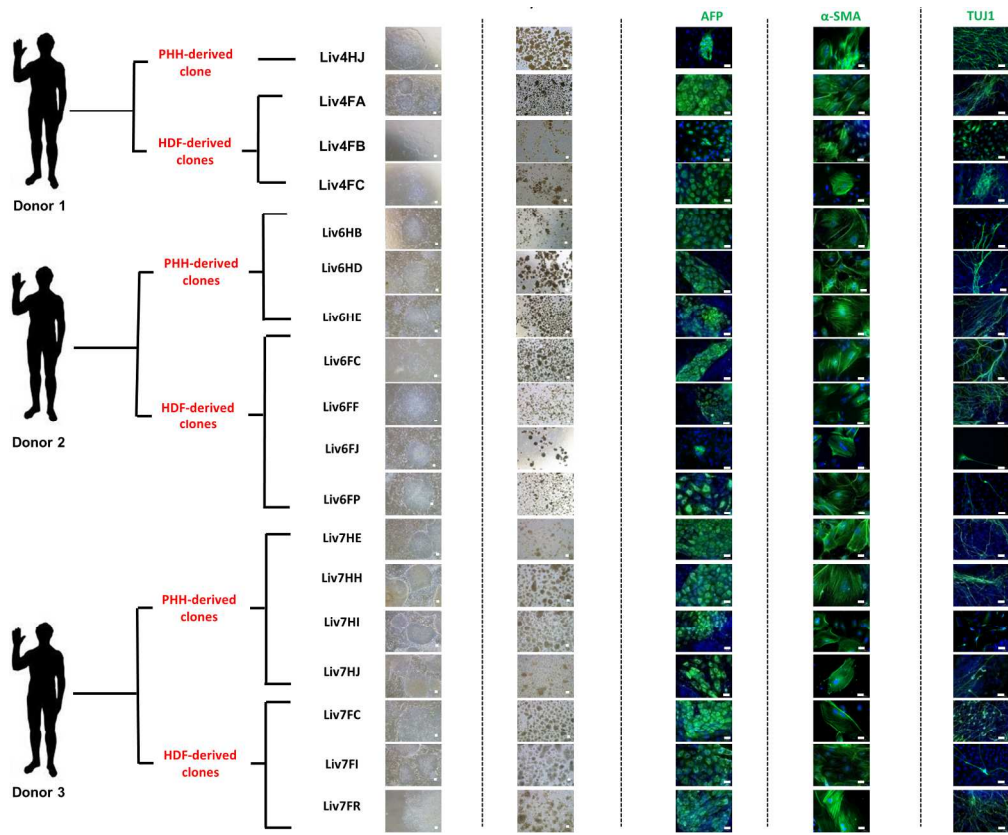 AFP
α-SMA
TUJ1
PHH-derived
clone
Liv4HJ
Liv4FA
HDF-derived
clones
Liv4FB
Liv4FC
Donor 1
Liv6HB
PHH-derived
clones
Liv6HD
Liv6HE
Liv6FC
HDF-derived
clones
Liv6FF
Donor 2
Liv6FJ
Liv6FP
Liv7HE
Liv7HH
PHH-derived
clones
Liv7HI
Liv7HJ
Liv7FC
HDF-derived
clones
Liv7FI
Donor 3
Liv7FR